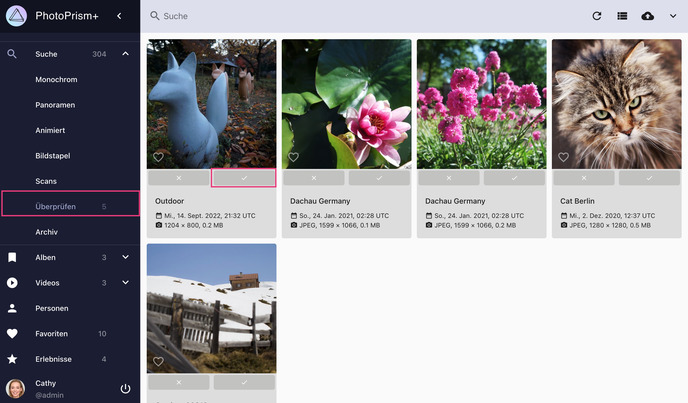 PhotoPrism+
Suche
Suche 304
Monochrom
Panoramen
Animiert
Bildstapel
Scans
Überprüfen 5
Archiv
Alben 3
Videos 3
Personen
Favoriten 10
Erlebnisse 4
Cathy
@admin
Outdoor
Mi., 14. Sept. 2022, 21:32 UTC
1204 × 800, 0.2 MB
Dachau Germany
So., 24. Jan. 2021, 02:28 UTC
JPEG, 1599 × 1066, 0.1 MB
Dachau Germany
So., 24. Jan. 2021, 02:28 UTC
JPEG, 1599 × 1066, 0.2 MB
Cat Berlin
Mi., 2. Dez. 2020, 12:37 UTC
JPEG, 1280 × 1280, 0.5 MB